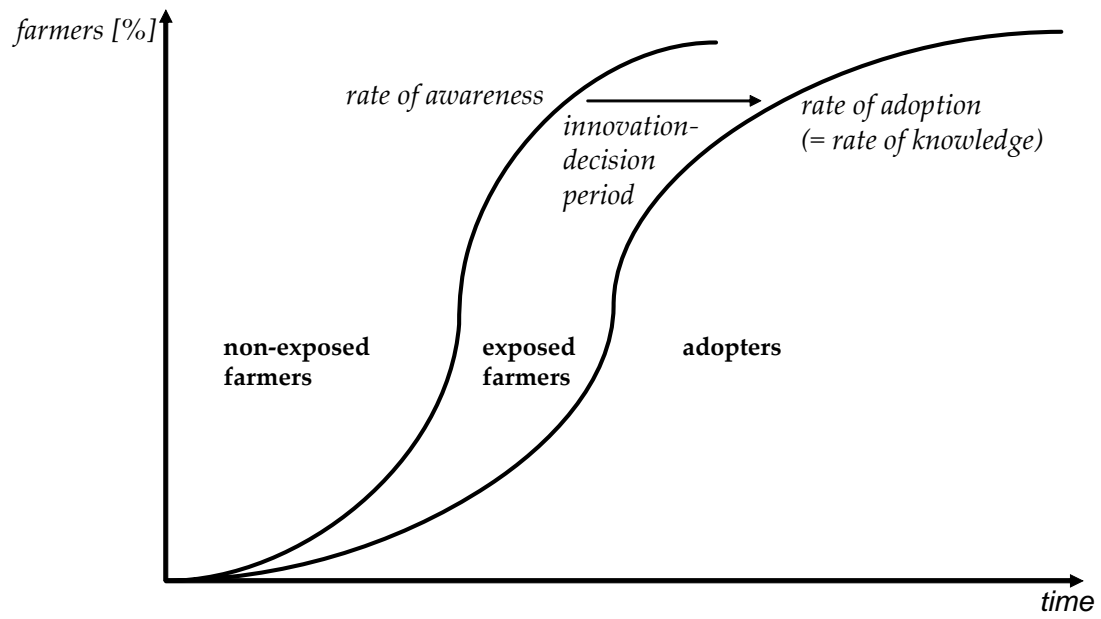 farmers [%]
rate of awareness
rate of adoption
(= rate of knowledge)
innovation-
decision
period
non-exposed
farmers
exposed
farmers
adopters
time